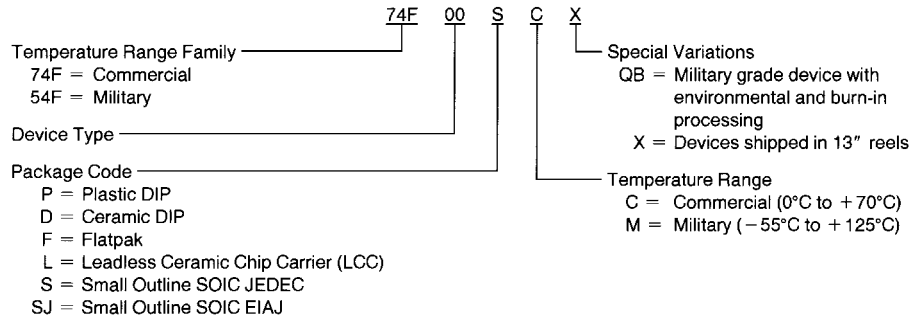 74F 00 S C X
Temperature Range Family
74F = Commercial
54F = Military
Device Type
Package Code
P = Plastic DIP
D = Ceramic DIP
F = Flatpak
L = Leadless Ceramic Chip Carrier (LCC)
S = Small Outline SOIC JEDEC
SJ = Small Outline SOIC EIAJ
Special Variations
QB = Military grade device with
environmental and burn-in
processing
X = Devices shipped in 13" reels
Temperature Range
C = Commercial (0°C to +70°C)
M = Military (−55°C to +125°C)